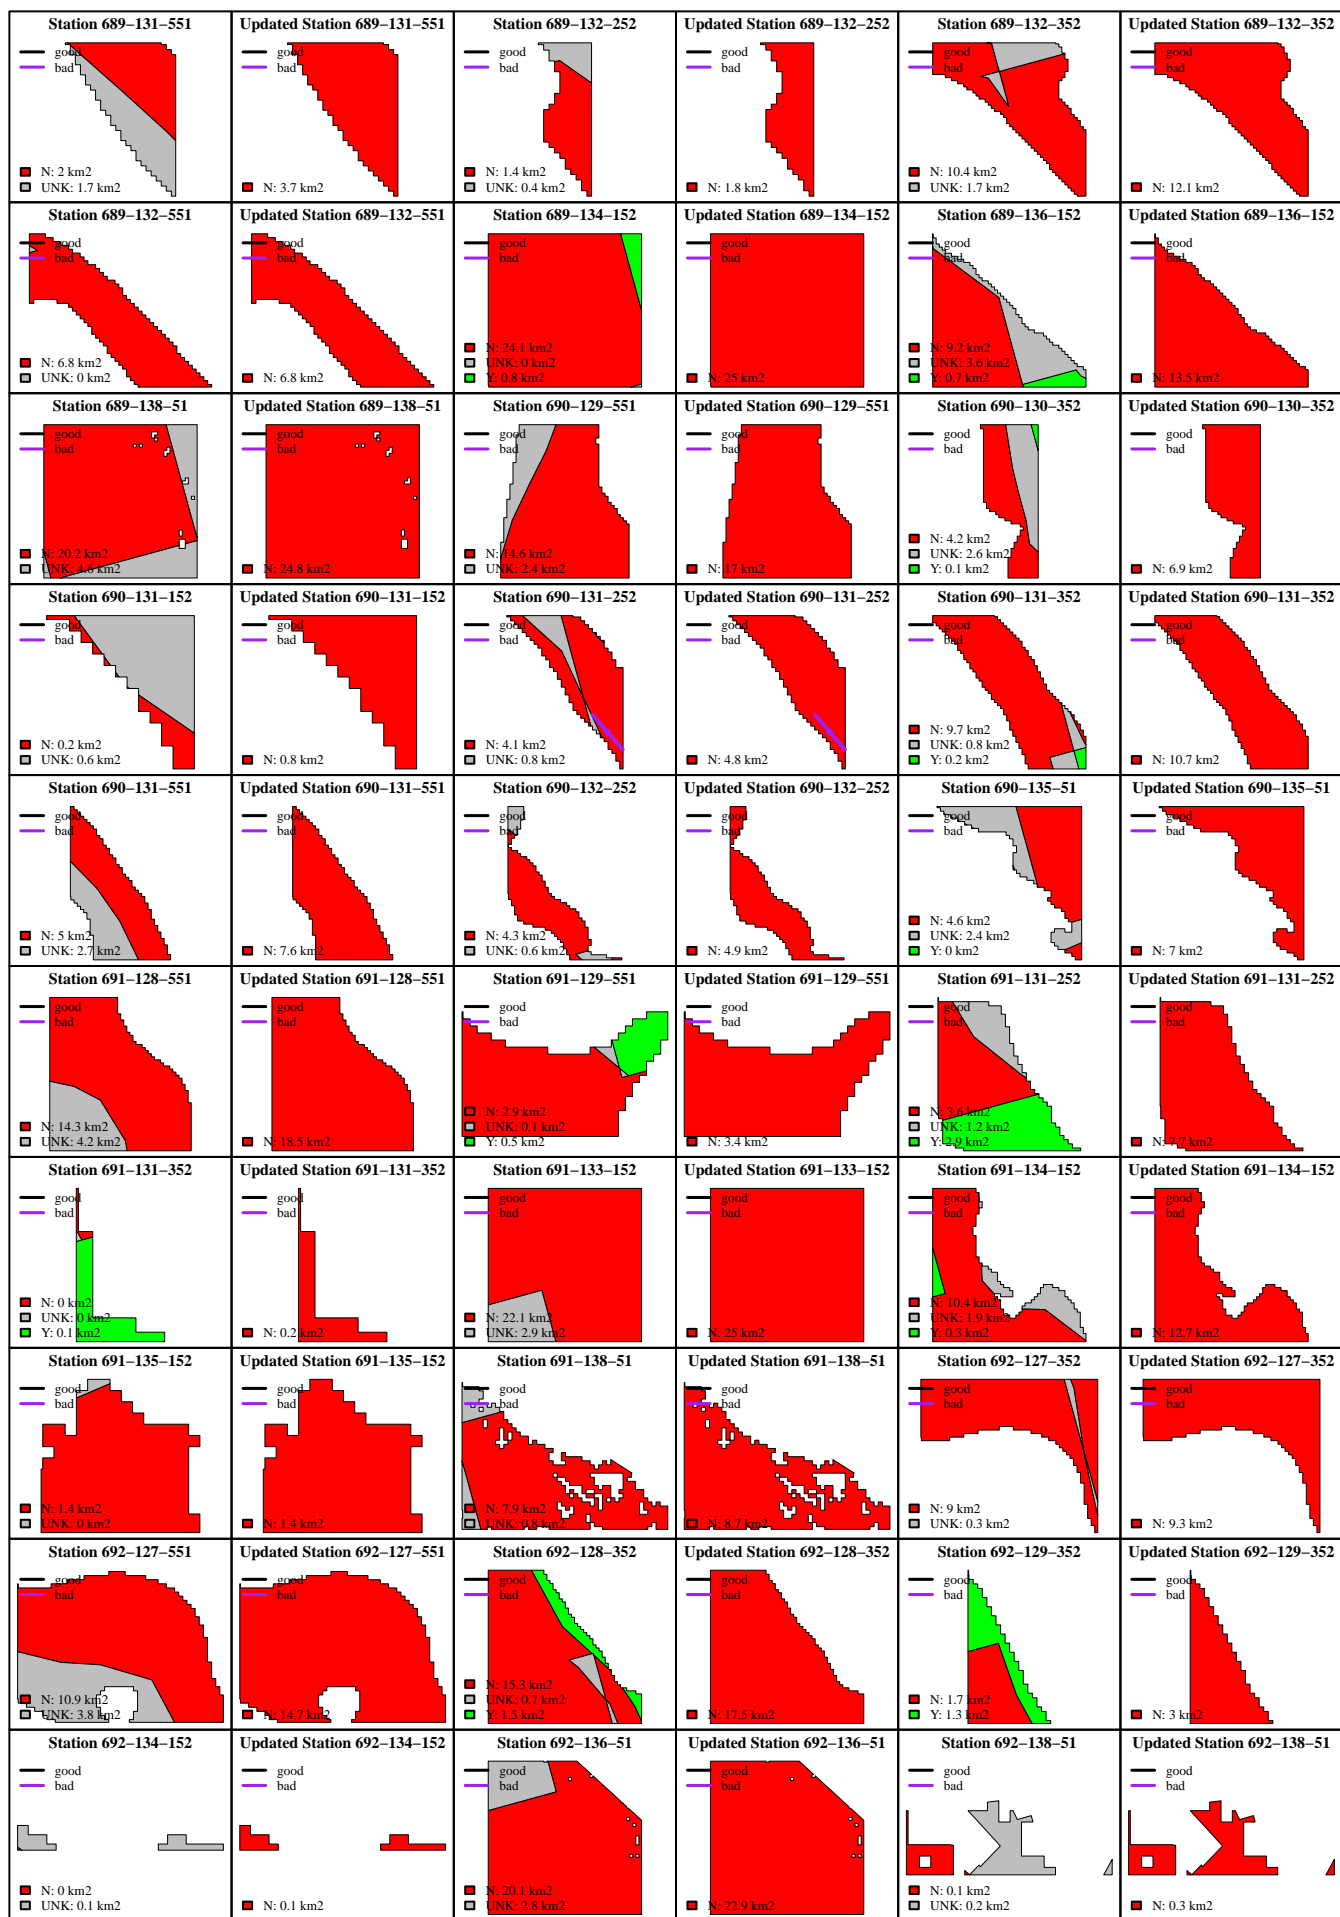 Station 689−131−551
good
bad
N: 2 km2
UNK: 1.7 km2
Updated Station 689−131−551
good
bad
N: 3.7 km2
Station 689−132−252
good
bad
N: 1.4 km2
UNK: 0.4 km2
Updated Station 689−132−252
good
bad
N: 1.8 km2
Station 689−132−352
good
bad
N: 10.4 km2
UNK: 1.7 km2
Updated Station 689−132−352
good
bad
N: 12.1 km2
Station 689−132−551
good
bad
N: 6.8 km2
UNK: 0 km2
Updated Station 689−132−551
good
bad
N: 6.8 km2
Station 689−134−152
good
bad
N: 24.1 km2
UNK: 0 km2
Y: 0.8 km2
Updated Station 689−134−152
good
bad
N: 25 km2
Station 689−136−152
good
bad
N: 9.2 km2
UNK: 3.6 km2
Y: 0.7 km2
Updated Station 689−136−152
good
bad
N: 13.5 km2
Station 689−138−51
good
bad
N: 20.2 km2
UNK: 4.6 km2
Updated Station 689−138−51
good
bad
N: 24.8 km2
Station 690−129−551
good
bad
N: 14.6 km2
UNK: 2.4 km2
Updated Station 690−129−551
good
bad
N: 17 km2
Station 690−130−352
good
bad
N: 4.2 km2
UNK: 2.6 km2
Y: 0.1 km2
Updated Station 690−130−352
good
bad
N: 6.9 km2
Station 690−131−152
good
bad
N: 0.2 km2
UNK: 0.6 km2
Updated Station 690−131−152
good
bad
N: 0.8 km2
Station 690−131−252
good
bad
N: 4.1 km2
UNK: 0.8 km2
Updated Station 690−131−252
good
bad
N: 4.8 km2
Station 690−131−352
good
bad
N: 9.7 km2
UNK: 0.8 km2
Y: 0.2 km2
Updated Station 690−131−352
good
bad
N: 10.7 km2
Station 690−131−551
good
bad
N: 5 km2
UNK: 2.7 km2
Updated Station 690−131−551
good
bad
N: 7.6 km2
Station 690−132−252
good
bad
N: 4.3 km2
UNK: 0.6 km2
Updated Station 690−132−252
good
bad
N: 4.9 km2
Station 690−135−51
good
bad
N: 4.6 km2
UNK: 2.4 km2
Y: 0 km2
Updated Station 690−135−51
good
bad
N: 7 km2
Station 691−128−551
good
bad
N: 14.3 km2
UNK: 4.2 km2
Updated Station 691−128−551
good
bad
N: 18.5 km2
Station 691−129−551
good
bad
N: 2.9 km2
UNK: 0.1 km2
Y: 0.5 km2
Updated Station 691−129−551
good
bad
N: 3.4 km2
Station 691−131−252
good
bad
N: 3.6 km2
UNK: 1.2 km2
Y: 2.9 km2
Updated Station 691−131−252
good
bad
N: 7.7 km2
Station 691−131−352
good
bad
N: 0 km2
UNK: 0 km2
Y: 0.1 km2
Updated Station 691−131−352
good
bad
N: 0.2 km2
Station 691−133−152
good
bad
N: 22.1 km2
UNK: 2.9 km2
Updated Station 691−133−152
good
bad
N: 25 km2
Station 691−134−152
good
bad
N: 10.4 km2
UNK: 1.9 km2
Y: 0.3 km2
Updated Station 691−134−152
good
bad
N: 12.7 km2
Station 691−135−152
good
bad
N: 1.4 km2
UNK: 0 km2
Updated Station 691−135−152
good
bad
N: 1.4 km2
Station 691−138−51
good
bad
N: 7.9 km2
UNK: 0.8 km2
Updated Station 691−138−51
good
bad
N: 8.7 km2
Station 692−127−352
good
bad
N: 9 km2
UNK: 0.3 km2
Updated Station 692−127−352
good
bad
N: 9.3 km2
Station 692−127−551
good
bad
N: 10.9 km2
UNK: 3.8 km2
Updated Station 692−127−551
good
bad
N: 14.7 km2
Station 692−128−352
good
bad
N: 15.3 km2
UNK: 0.7 km2
Y: 1.5 km2
Updated Station 692−128−352
good
bad
N: 17.5 km2
Station 692−129−352
good
bad
N: 1.7 km2
Y: 1.3 km2
Updated Station 692−129−352
good
bad
N: 3 km2
Station 692−134−152
good
bad
N: 0 km2
UNK: 0.1 km2
Updated Station 692−134−152
good
bad
N: 0.1 km2
Station 692−136−51
good
bad
N: 20.1 km2
UNK: 2.8 km2
Updated Station 692−136−51
good
bad
N: 22.9 km2
Station 692−138−51
good
bad
N: 0.1 km2
UNK: 0.2 km2
Updated Station 692−138−51
good
bad
N: 0.3 km2